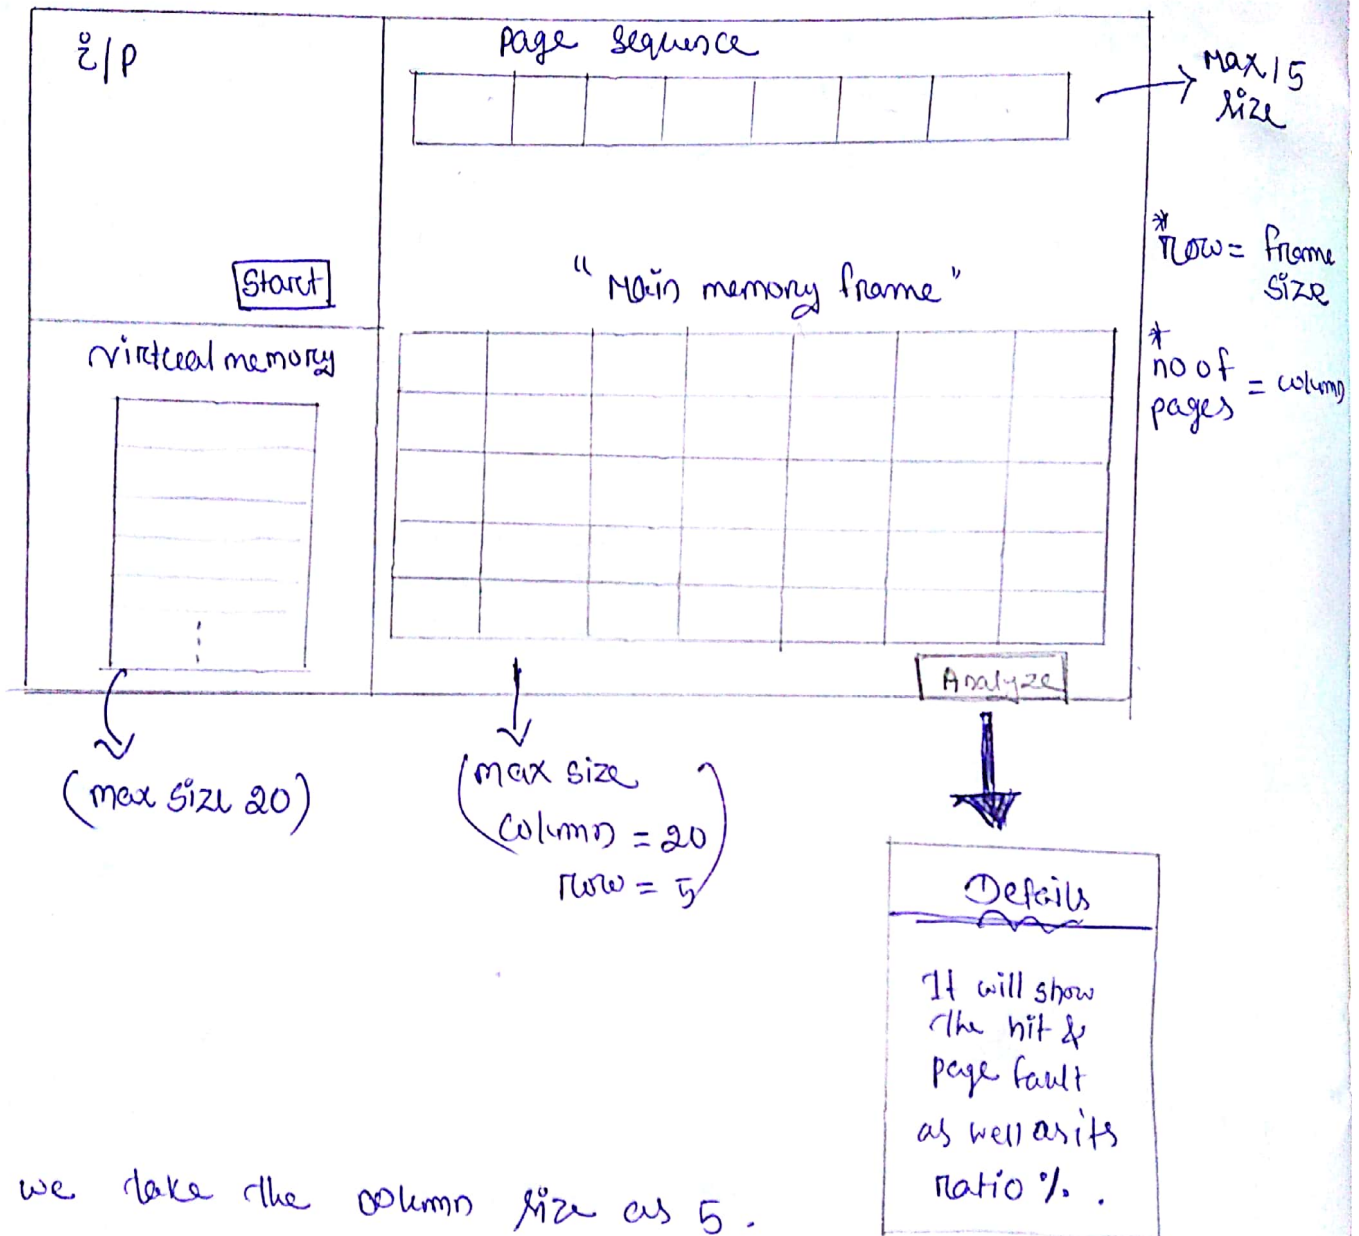 i/p
page sequence
Max 15
size
Start
"Main memory frame"
* row = frame
size
* no of
pages = column
virtual memory
Analyze
(max size 20)
(max size
column = 20
row = 5)
Details
It will show
the hit &
page fault
as well as its
ratio %.
we take the column size as 5.